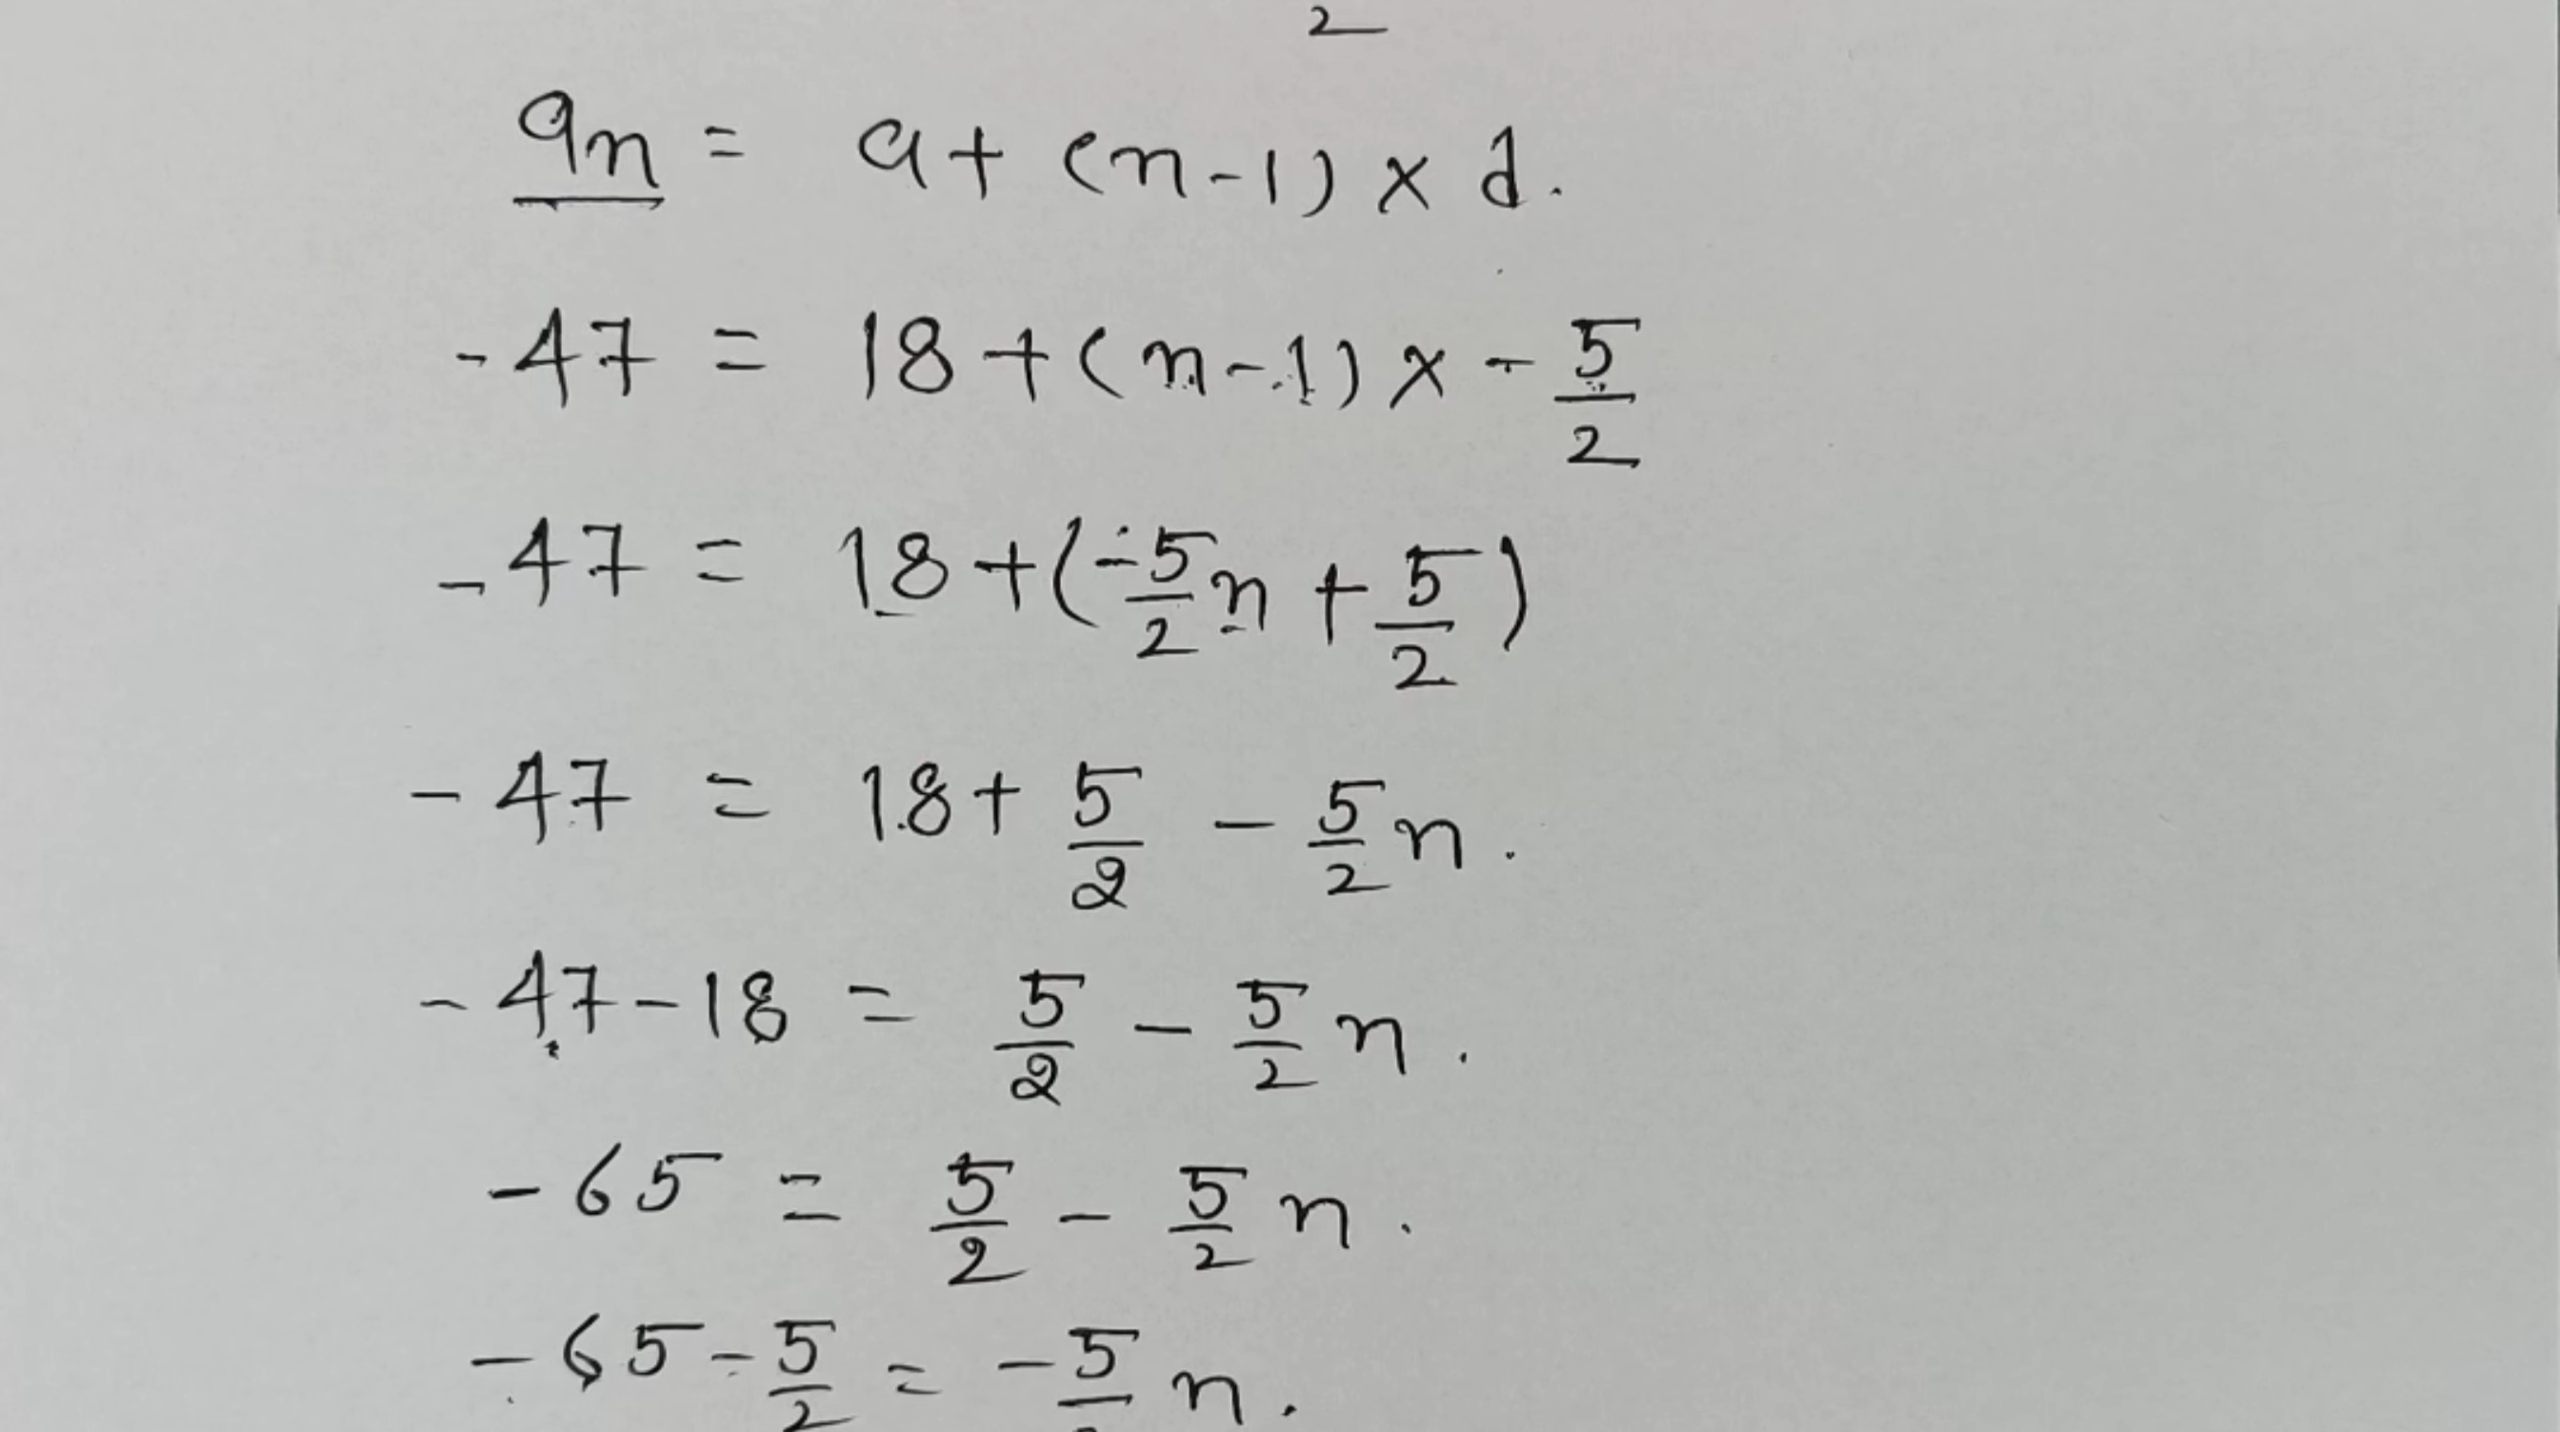 2
an = a + (n-1) × d.
-47 = 18 + (n-1) × -5/2
-47 = 18 + (-5/2 n + 5/2)
-47 = 18 + 5/2 - 5/2 n.
-47-18 = 5/2 - 5/2 n.
-65 = 5/2 - 5/2 n.
-65-5/2 = -5/ n.